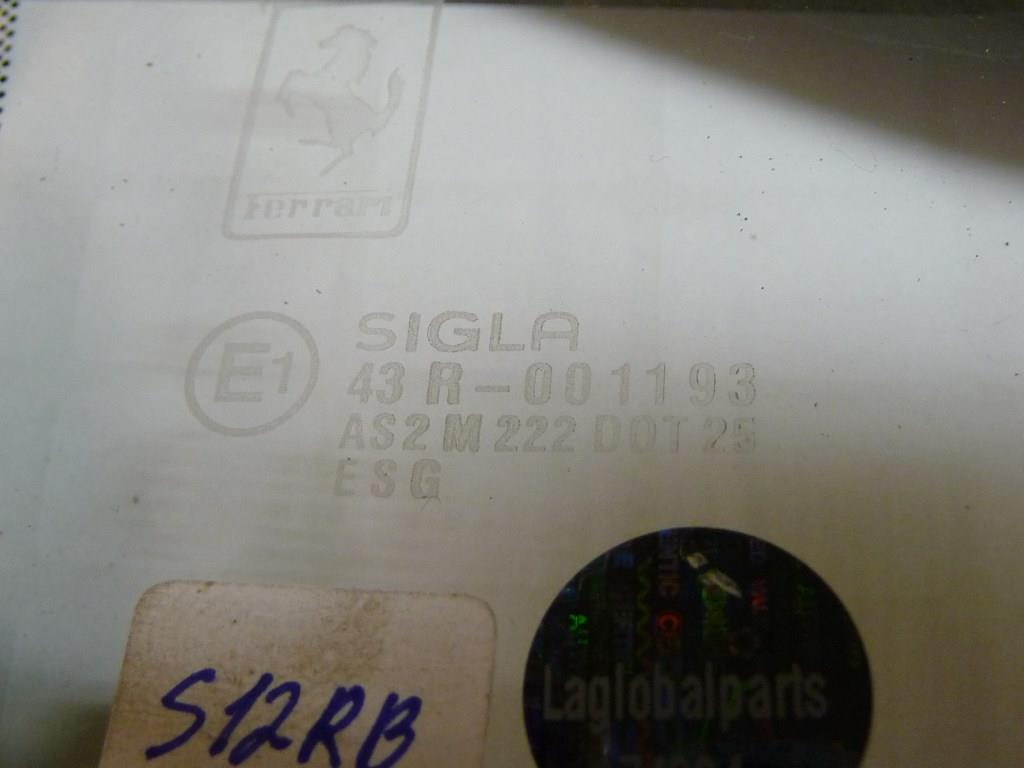 Ferrari
E1
SIGLA
43 R-001193
AS2 M 222 DOT 25
ESG
S12RB
Laglobalparts